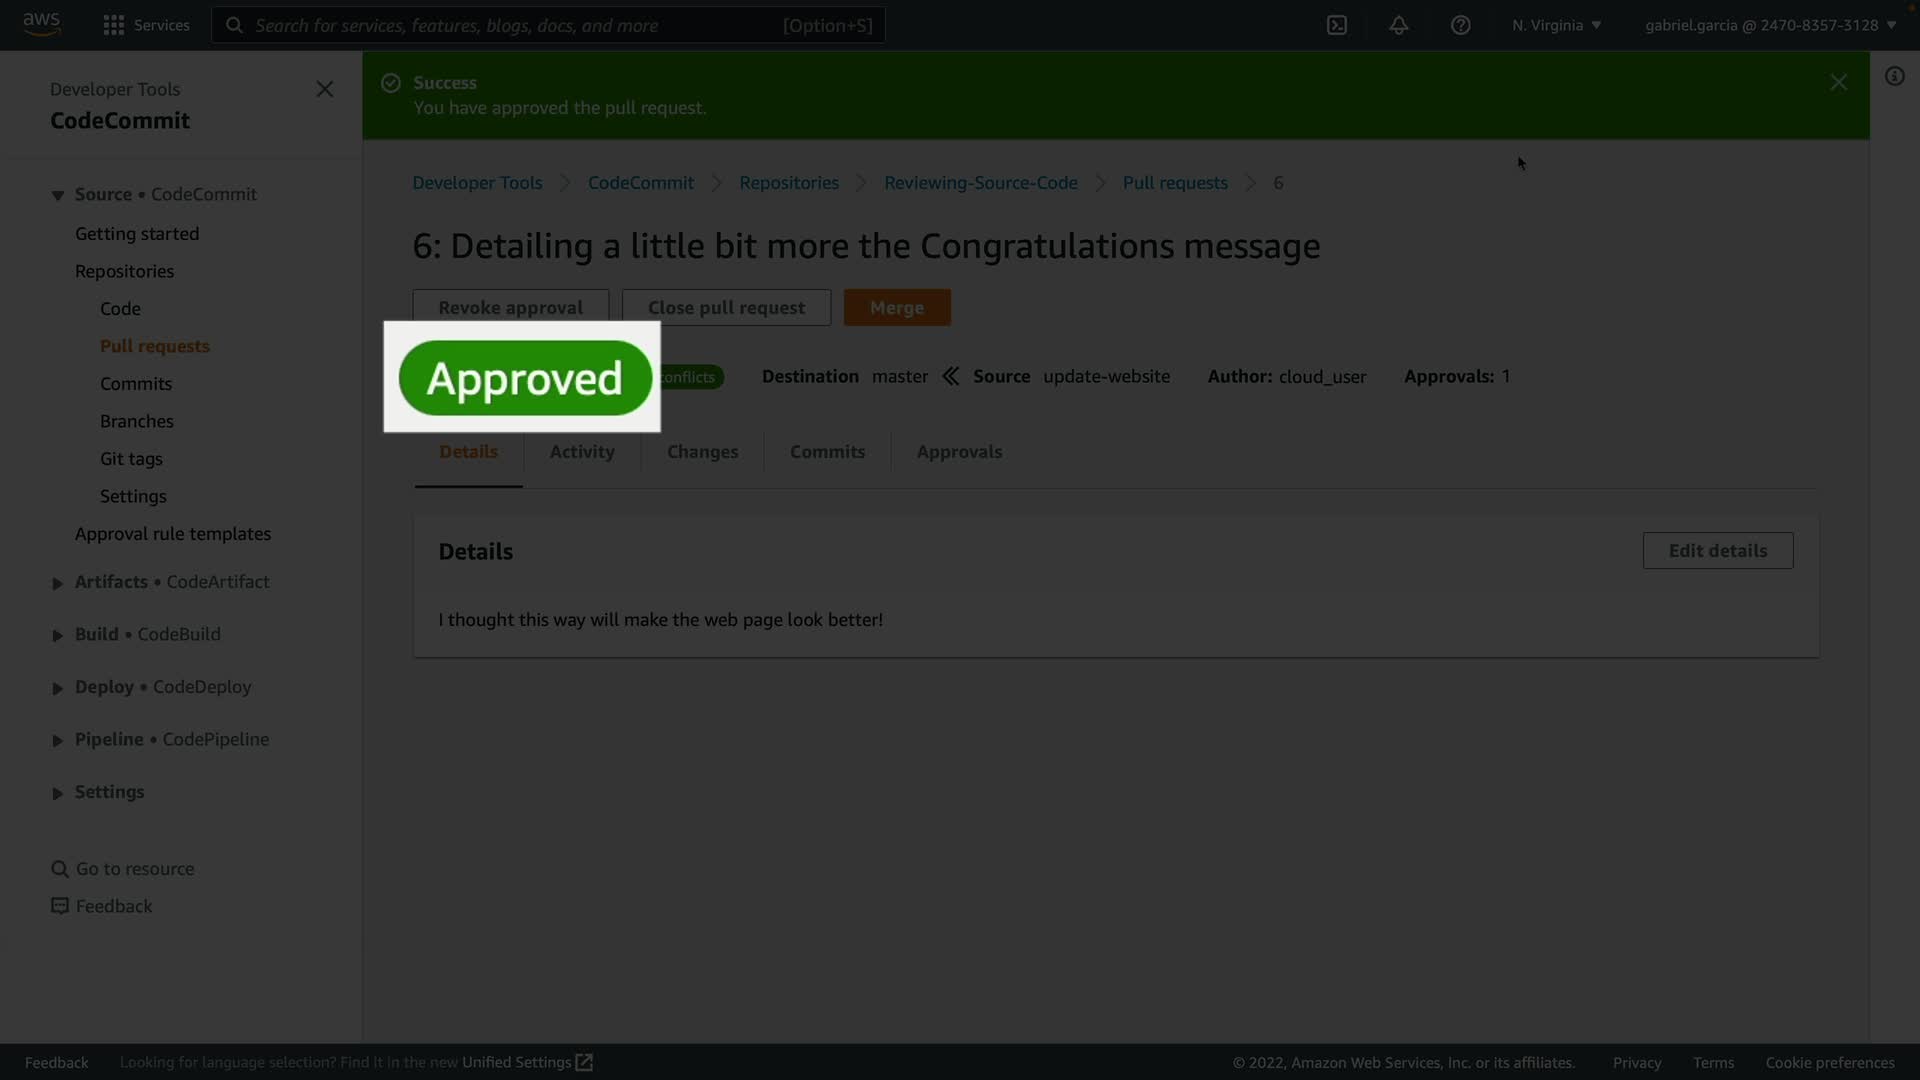 aws
Services
Search for services, features, blogs, docs, and more
[Option+S]
N. Virginia
gabriel.garcia @ 2470-8357-3128
Developer Tools
CodeCommit
Source • CodeCommit
Getting started
Repositories
Code
Pull requests
Commits
Branches
Git tags
Settings
Approval rule templates
Artifacts • CodeArtifact
Build • CodeBuild
Deploy • CodeDeploy
Pipeline • CodePipeline
Settings
Go to resource
Feedback
Success
You have approved the pull request.
Developer Tools
CodeCommit
Repositories
Reviewing-Source-Code
Pull requests
6
6: Detailing a little bit more the Congratulations message
Revoke approval
Close pull request
Merge
Approved
conflicts
Destination master
Source update-website
Author: cloud_user
Approvals: 1
Details
Activity
Changes
Commits
Approvals
Details
Edit details
I thought this way will make the web page look better!
Feedback
Looking for language selection? Find it in the new Unified Settings
© 2022, Amazon Web Services, Inc. or its affiliates.
Privacy
Terms
Cookie preferences